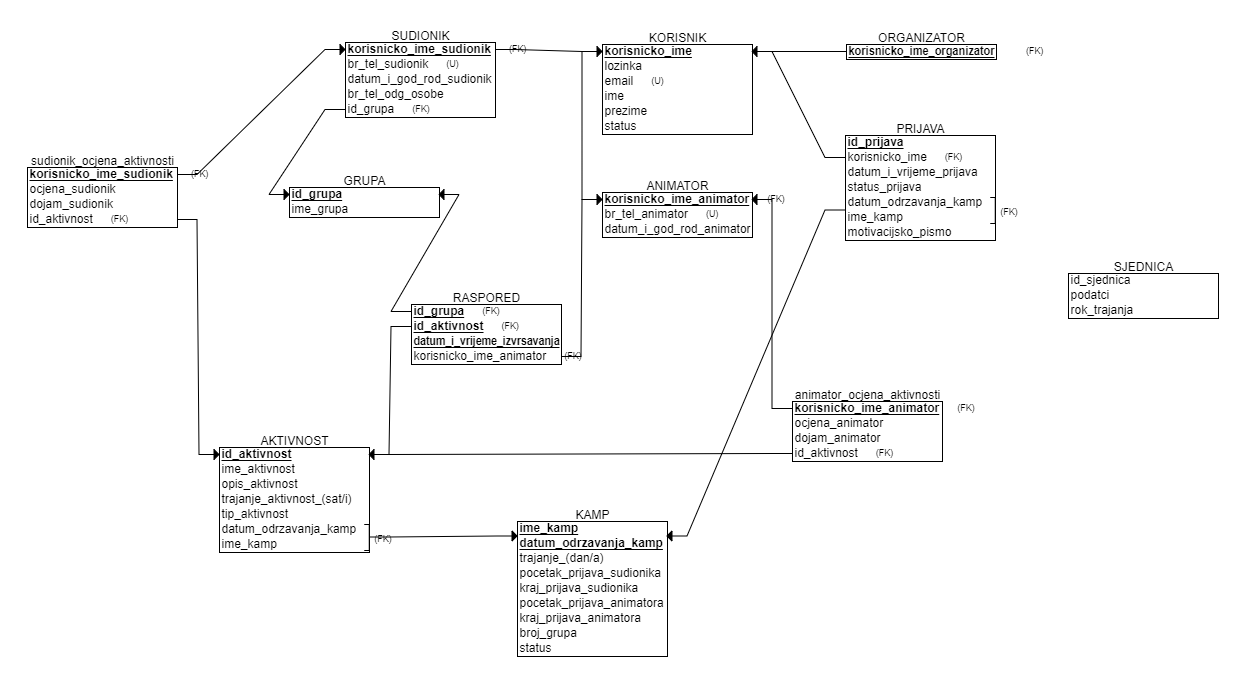 SUDIONIK
korisnicko_ime_sudionik (FK)
br_tel_sudionik (U)
datum_i_god_rod_sudionik
br_tel_odg_osobe
id_grupa (FK)
KORISNIK
korisnicko_ime
lozinka
email (U)
ime
prezime
status
ORGANIZATOR
korisnicko_ime_organizator (FK)
PRIJAVA
id_prijava
korisnicko_ime (FK)
datum_i_vrijeme_prijava
status_prijava
datum_odrzavanja_kamp
ime_kamp
(FK)
motivacijsko_pismo
sudionik_ocjena_aktivnosti
korisnicko_ime_sudionik (FK)
ocjena_sudionik
dojam_sudionik
id_aktivnost (FK)
GRUPA
id_grupa
ime_grupa
ANIMATOR
korisnicko_ime_animator (FK)
br_tel_animator (U)
datum_i_god_rod_animator
SJEDNICA
id_sjednica
podatci
rok_trajanja
RASPORED
id_grupa (FK)
id_aktivnost (FK)
datum_i_vrijeme_izvrsavanja
korisnicko_ime_animator (FK)
animator_ocjena_aktivnosti
korisnicko_ime_animator (FK)
ocjena_animator
dojam_animator
id_aktivnost (FK)
AKTIVNOST
id_aktivnost
ime_aktivnost
opis_aktivnost
trajanje_aktivnost_(sat/i)
tip_aktivnost
datum_odrzavanja_kamp
ime_kamp
(FK)
KAMP
ime_kamp
datum_odrzavanja_kamp
trajanje_(dan/a)
pocetak_prijava_sudionika
kraj_prijava_sudionika
pocetak_prijava_animatora
kraj_prijava_animatora
broj_grupa
status